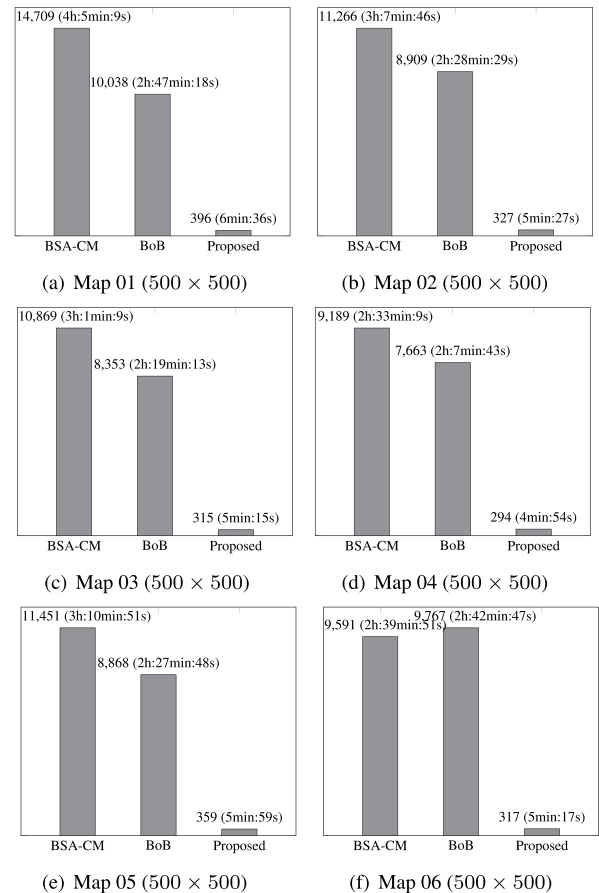 14,709 (4h:5min:9s)
10,038 (2h:47min:18s)
396 (6min:36s)
BSA-CM BoB Proposed
(a) Map 01 (500 × 500)
11,266 (3h:7min:46s)
8,909 (2h:28min:29s)
327 (5min:27s)
BSA-CM BoB Proposed
(b) Map 02 (500 × 500)
10,869 (3h:1min:9s)
8,353 (2h:19min:13s)
315 (5min:15s)
BSA-CM BoB Proposed
(c) Map 03 (500 × 500)
9,189 (2h:33min:9s)
7,663 (2h:7min:43s)
294 (4min:54s)
BSA-CM BoB Proposed
(d) Map 04 (500 × 500)
11,451 (3h:10min:51s)
8,868 (2h:27min:48s)
359 (5min:59s)
BSA-CM BoB Proposed
(e) Map 05 (500 × 500)
9,591 (2h:39min:51s)
9,767 (2h:42min:47s)
317 (5min:17s)
BSA-CM BoB Proposed
(f) Map 06 (500 × 500)